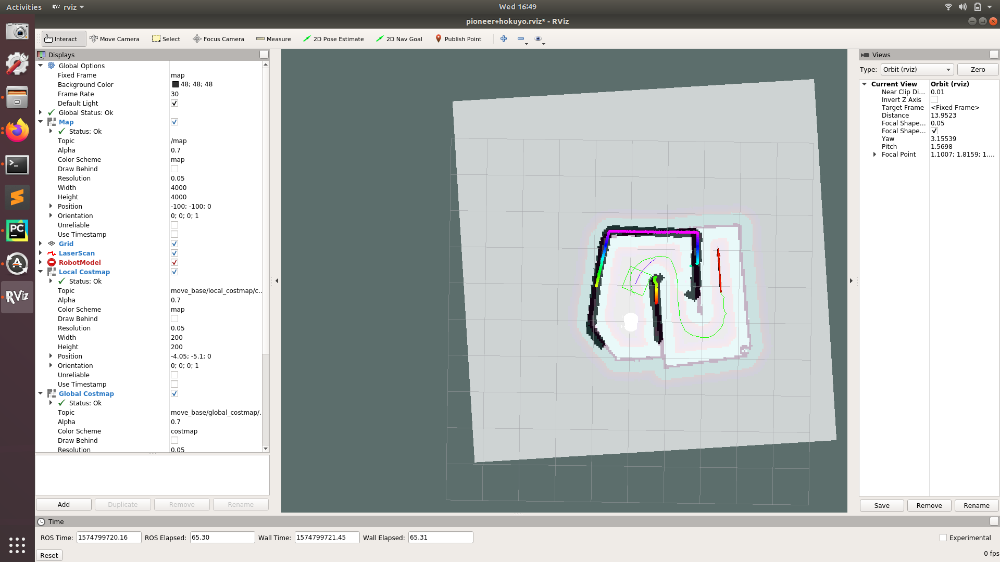 Activities
RViz
rviz
Wed 16:49
pioneer+hokuyo.rviz* - RViz
Interact
Move Camera
Select
Focus Camera
Measure
2D Pose Estimate
2D Nav Goal
Publish Point
Displays
Global Options
Fixed Frame map
Background Color 48; 48; 48
Frame Rate 30
Default Light
Global Status: Ok
Map
Status: Ok
Topic /map
Alpha 0.7
Color Scheme map
Draw Behind
Resolution 0.05
Width 4000
Height 4000
Position -100; -100; 0
Orientation 0; 0; 0; 1
Unreliable
Use Timestamp
Grid
LaserScan
RobotModel
Local Costmap
Status: Ok
Topic move_base/local_costmap/c...
Alpha 0.7
Color Scheme map
Draw Behind
Resolution 0.05
Width 200
Height 200
Position -4.05; -5.1; 0
Orientation 0; 0; 0; 1
Unreliable
Use Timestamp
Global Costmap
Status: Ok
Topic move_base/global_costmap/.
Alpha 0.7
Color Scheme costmap
Draw Behind
Resolution 0.05
Add
Duplicate
Remove
Rename
Views
Type: Orbit (rviz)
Zero
Current View Orbit (rviz)
Near Clip Di... 0.01
Invert Z Axis
Target Frame <Fixed Frame>
Distance 13.9523
Focal Shape... 0.05
Focal Shape...
Yaw 3.15539
Pitch 1.5698
Focal Point 1.1007; 1.8159; 1....
Save
Remove
Rename
PC
A
RViz
Time
ROS Time: 1574799720.16 ROS Elapsed: 65.30 Wall Time: 1574799721.45 Wall Elapsed: 65.31
Experimental
Reset
0 fps